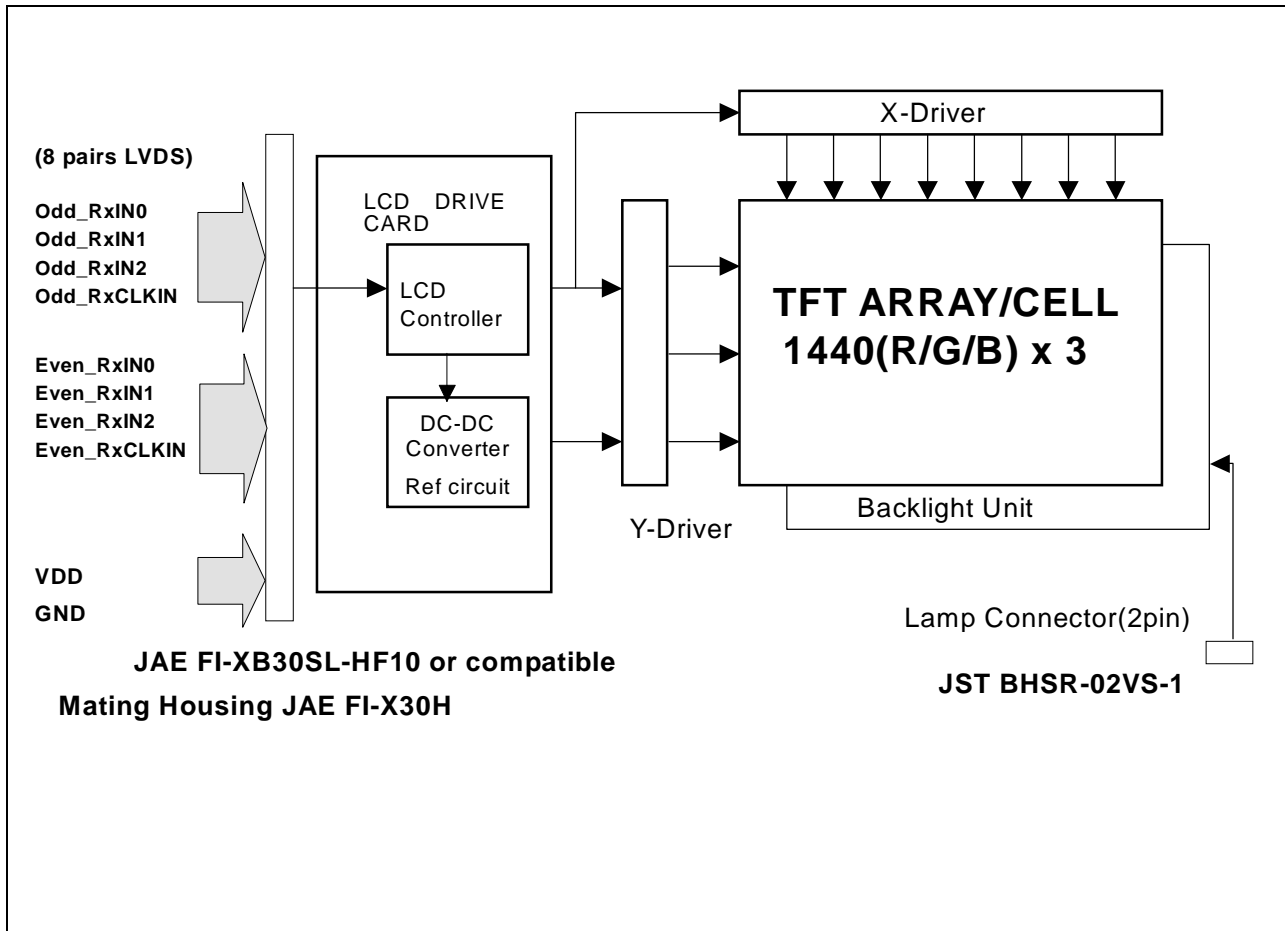 X-Driver
(8 pairs LVDS)
Odd_RxIN0
Odd_RxIN1
Odd_RxIN2
Odd_RxCLKIN
Even_RxIN0
Even_RxIN1
Even_RxIN2
Even_RxCLKIN
VDD
GND
LCD DRIVE
CARD
LCD
Controller
DC-DC
Converter
Ref circuit
Y-Driver
TFT ARRAY/CELL
1440(R/G/B) x 3
Backlight Unit
Lamp Connector(2pin)
JST BHSR-02VS-1
JAE FI-XB30SL-HF10 or compatible
Mating Housing JAE FI-X30H